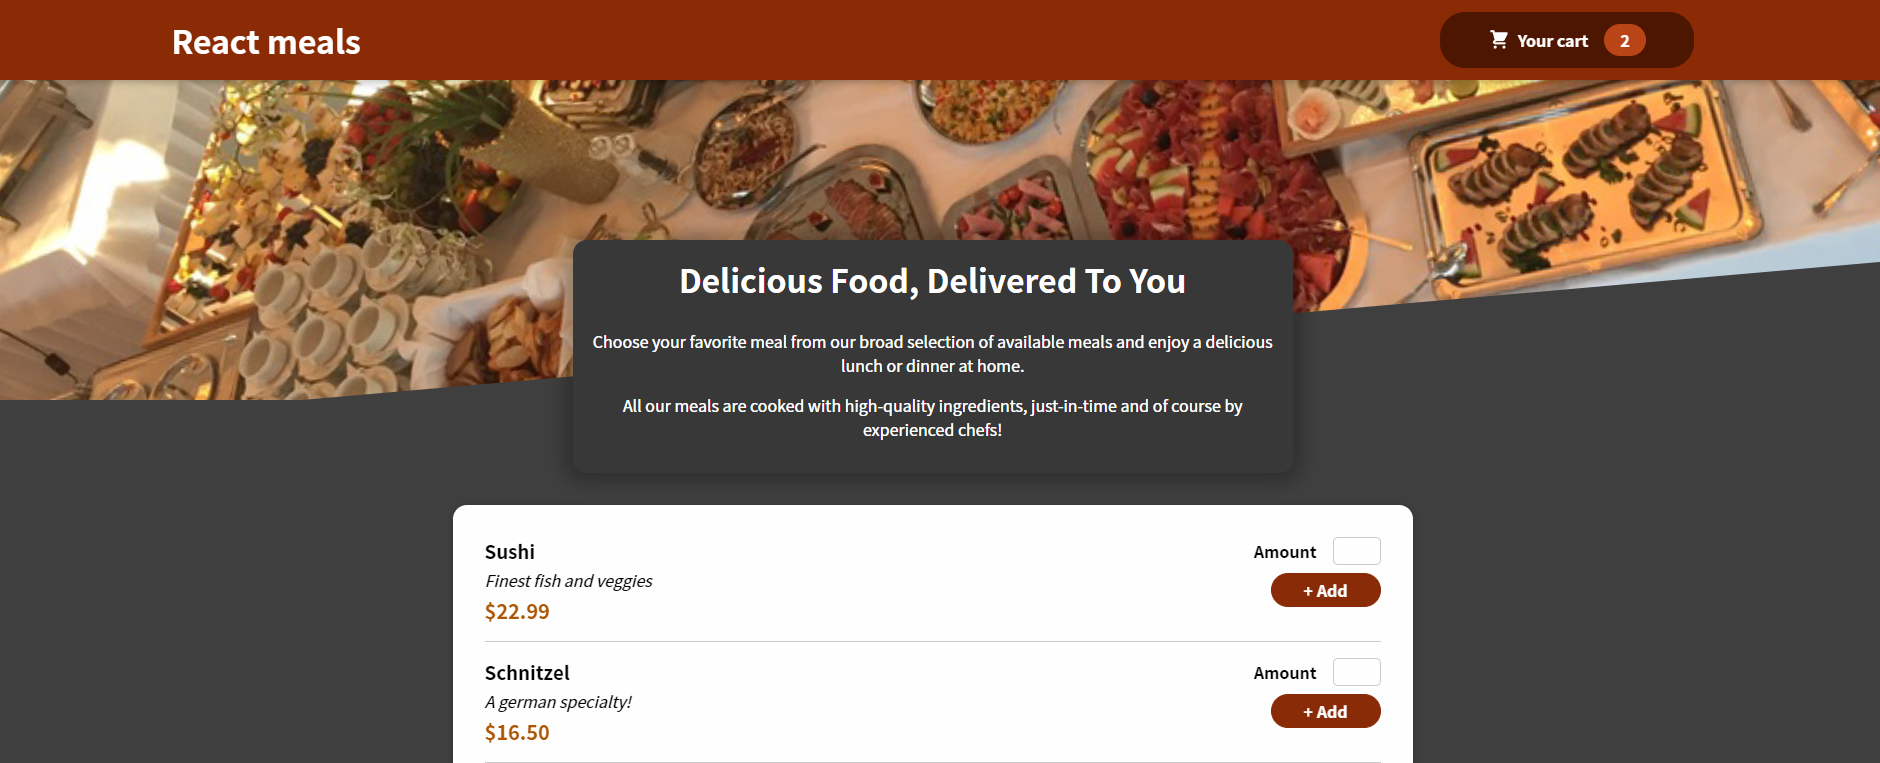 React meals
Your cart 2
Delicious Food, Delivered To You
Choose your favorite meal from our broad selection of available meals and enjoy a delicious
lunch or dinner at home.
All our meals are cooked with high-quality ingredients, just-in-time and of course by
experienced chefs!
Sushi
Finest fish and veggies
$22.99
Amount
+ Add
Schnitzel
A german specialty!
$16.50
Amount
+ Add